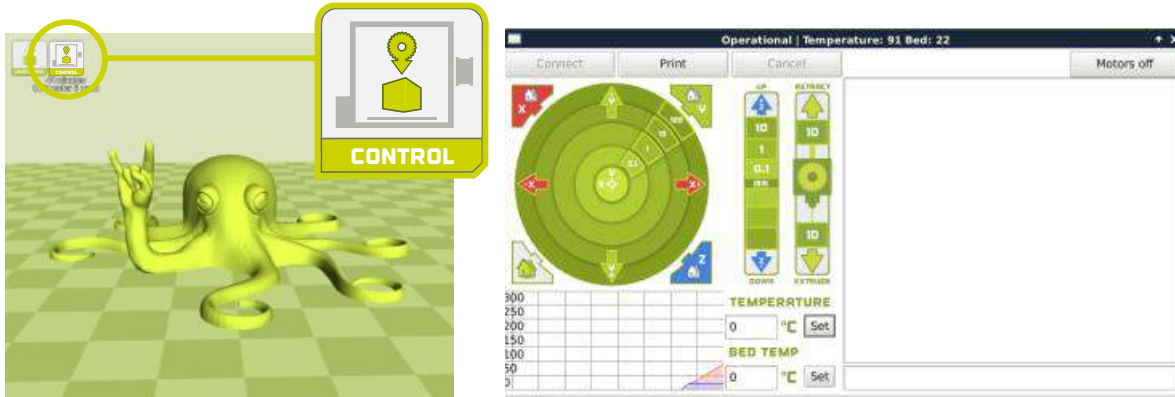 CONTROL
CONTROL
Operational | Temperature: 91 Bed: 22
Connect
Print
Cancel
Motors off
X
Y
Y
100
10
1
0.1
X
X
X
Y
Z
UP
Z
10
1
0.1
mm
Z
DOWN
RETRACT
10
10
EXTRUDE
300
250
200
150
100
50
0
TEMPERATURE
0 °C Set
BED TEMP
0 °C Set